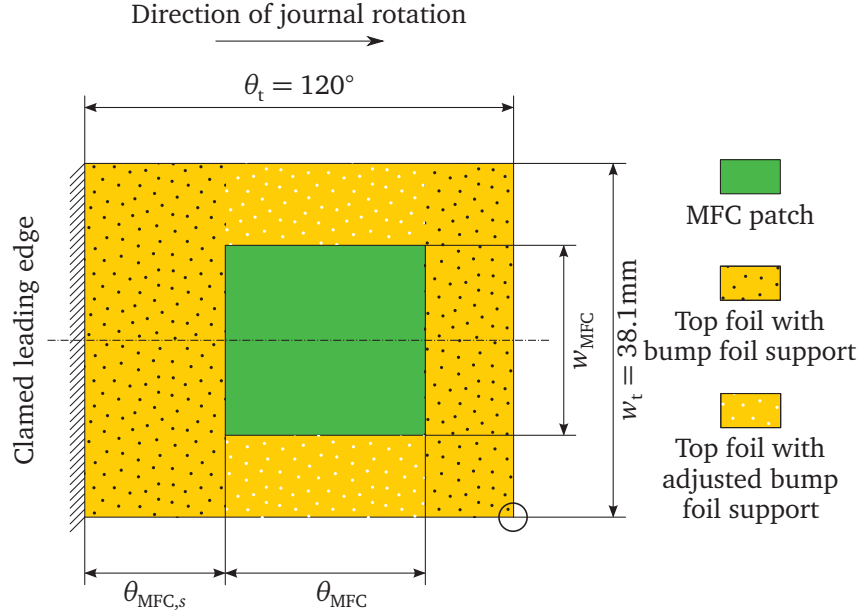 Direction of journal rotation
θt = 120°
Clamed leading edge
wMFC
wt = 38.1mm
MFC patch
Top foil with
bump foil support
Top foil with
adjusted bump
foil support
θMFC,s
θMFC